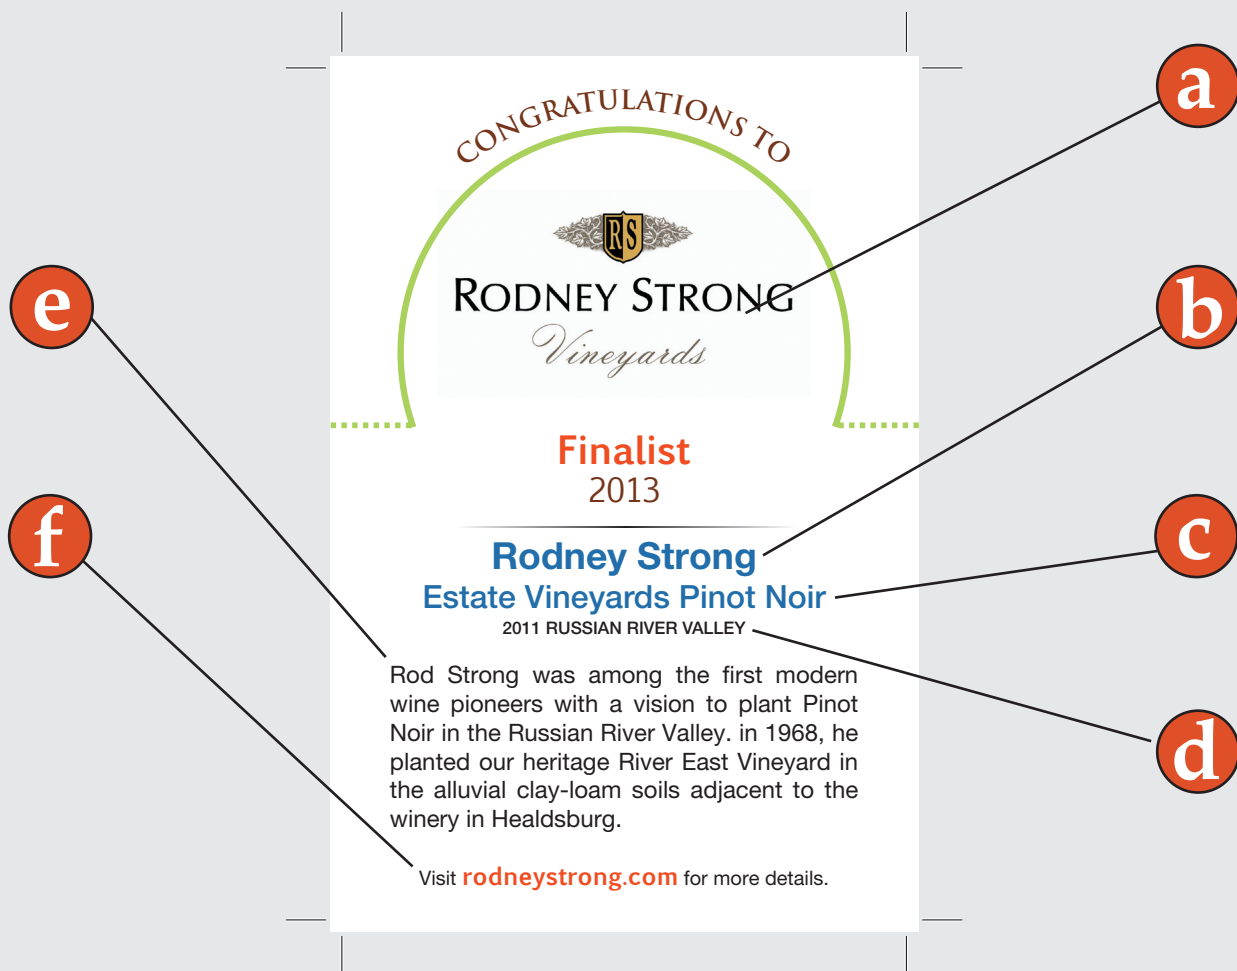 CONGRATULATIONS TO
a
RS
RODNEY STRONG
Vineyards
e
b
Finalist
2013
f
Rodney Strong
c
Estate Vineyards Pinot Noir
2011 RUSSIAN RIVER VALLEY
Rod Strong was among the first modern
wine pioneers with a vision to plant Pinot
Noir in the Russian River Valley. in 1968, he
d
planted our heritage River East Vineyard in
the alluvial clay-loam soils adjacent to the
winery in Healdsburg.
Visit rodneystrong.com for more details.